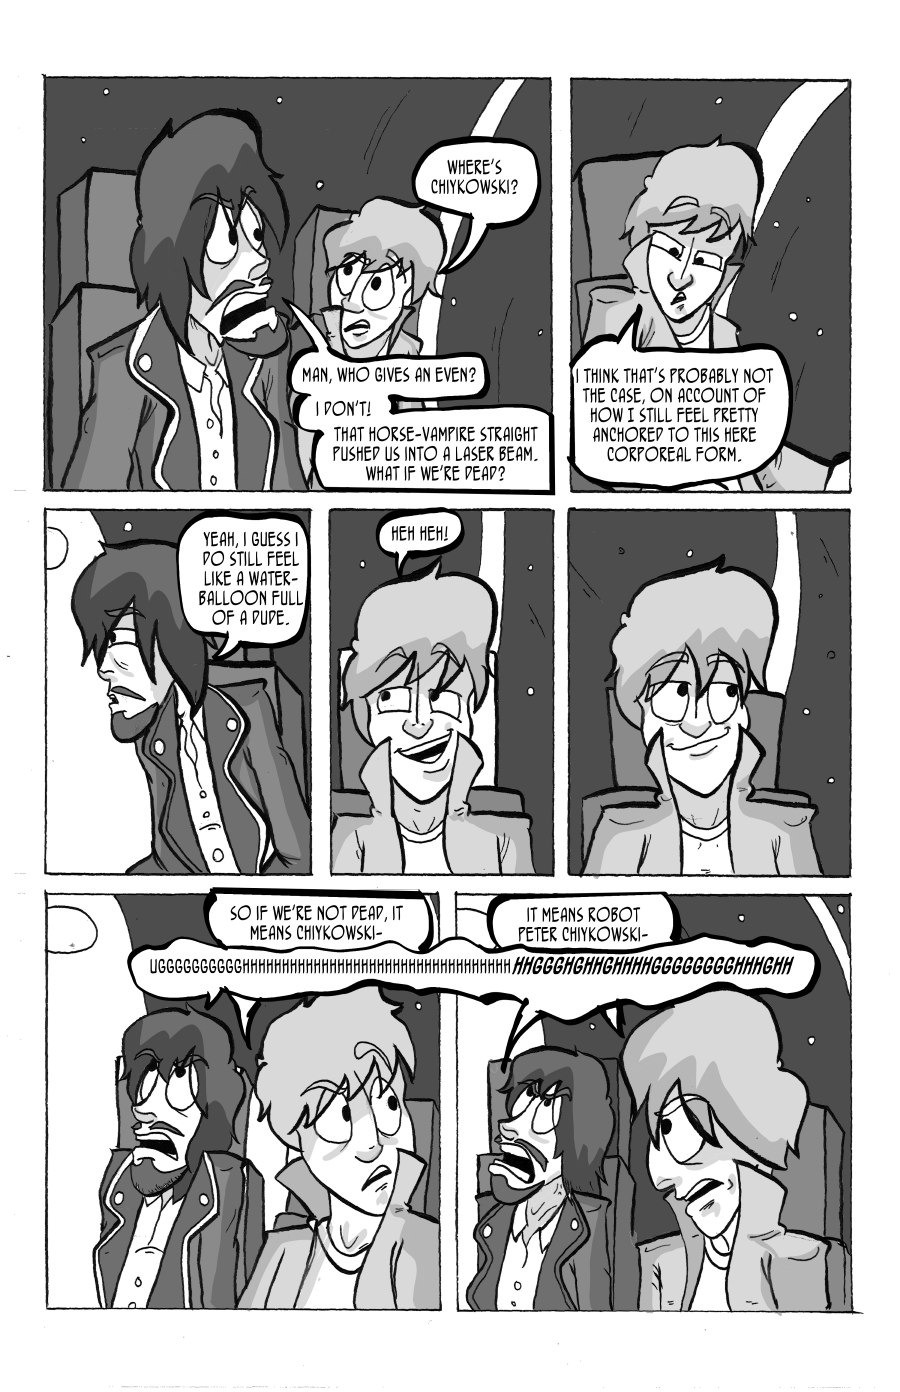 WHERE'S
CHIYKOWSKI?
MAN, WHO GIVES AN EVEN?
I DON'T!
THAT HORSE-VAMPIRE STRAIGHT
PUSHED US INTO A LASER BEAM.
WHAT IF WE'RE DEAD?
I THINK THAT'S PROBABLY NOT
THE CASE, ON ACCOUNT OF
HOW I STILL FEEL PRETTY
ANCHORED TO THIS HERE
CORPOREAL FORM.
YEAH, I GUESS I
DO STILL FEEL
LIKE A WATER-
BALLOON FULL
OF A DUDE.
HEH HEH!
SO IF WE'RE NOT DEAD, IT
MEANS CHIYKOWSKI-
IT MEANS ROBOT
PETER CHIYKOWSKI-
UGGGGGGGGGGHHHHHHHHHHHHHHHHHHHHHHHHHHHHHHHHH HHGGGHGHHGHHHHGGGGGGGGHHHGHH